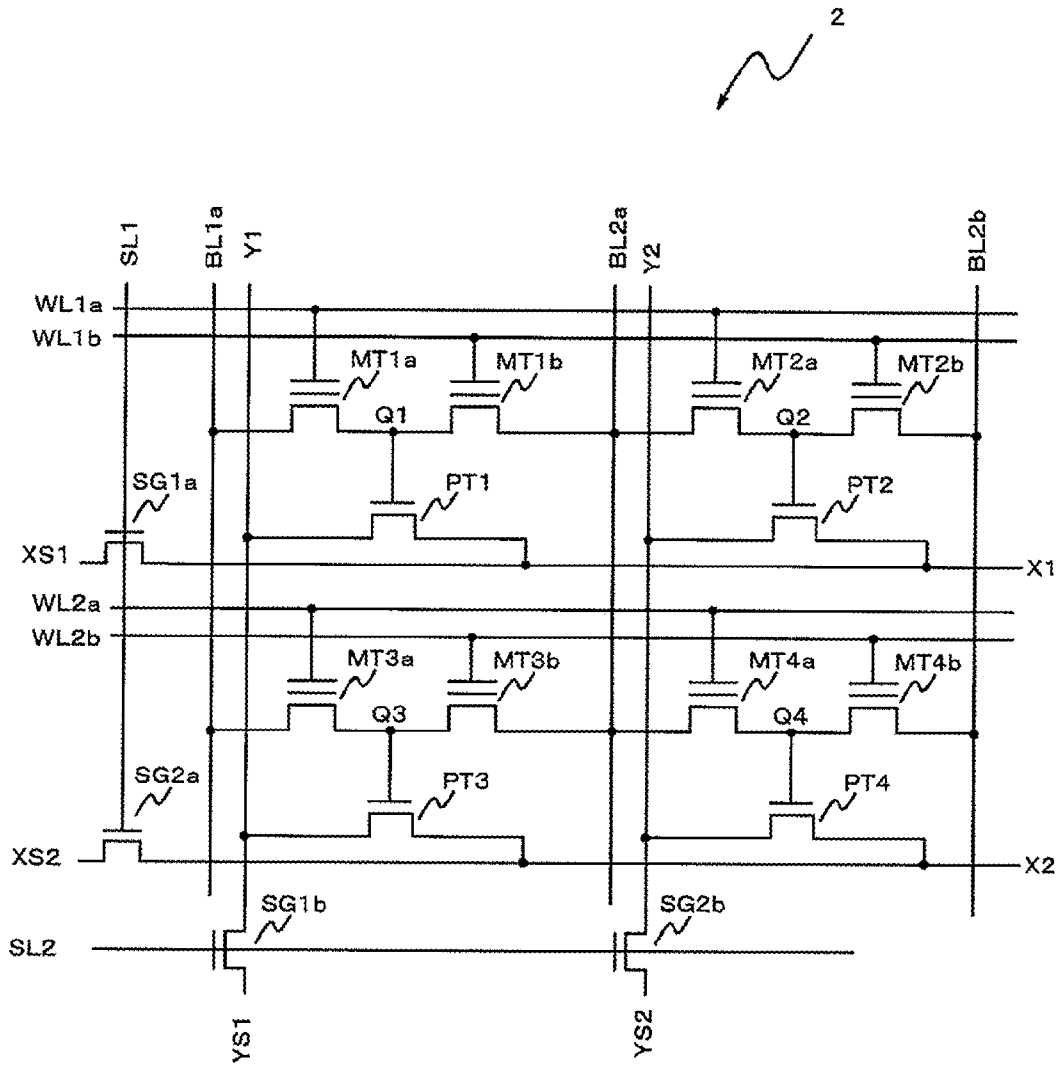 2
SL1
BL1a
Y1
BL2a
Y2
BL2b
WL1a
WL1b
MT1a
MT1b
MT2a
MT2b
Q1
Q2
SG1a
PT1
PT2
XS1
X1
WL2a
WL2b
MT3a
MT3b
MT4a
MT4b
Q3
Q4
SG2a
PT3
PT4
XS2
X2
SG1b
SG2b
SL2
YS1
YS2